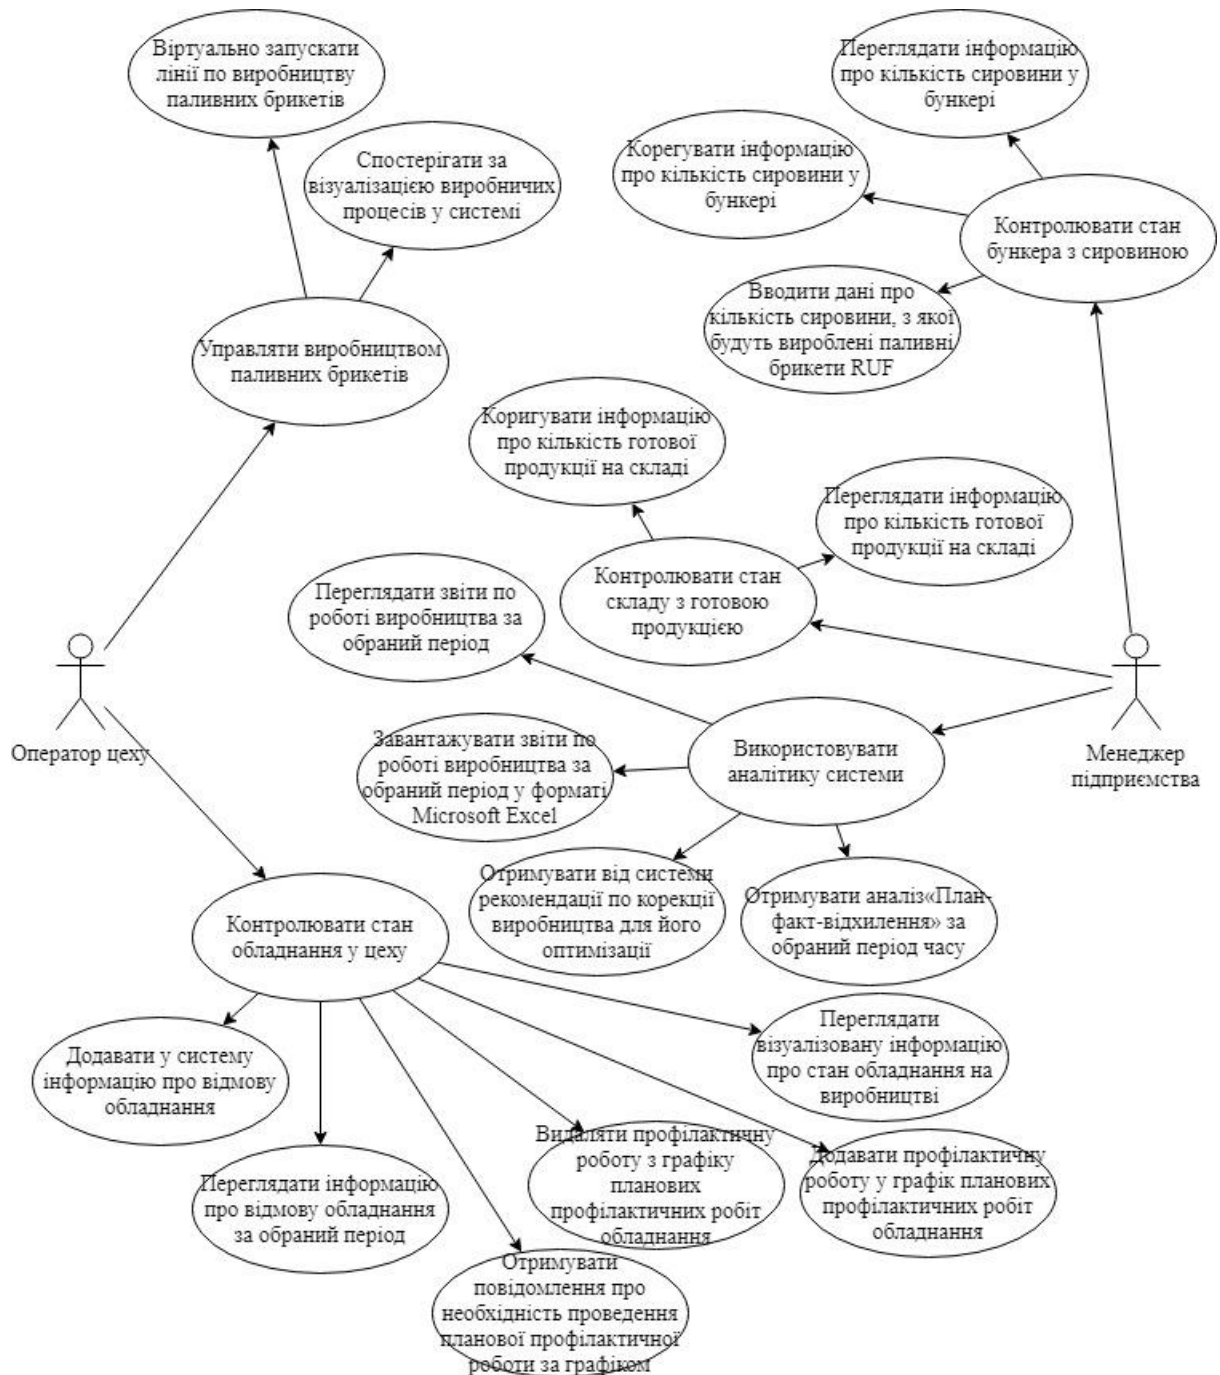 Віртуально запускати
лінії по виробництву
паливних брикетів
Переглядати інформацію
про кількість сировини у
бункері
Спостерігати за
візуалізацією виробничих
процесів у системі
Корегувати інформацію
про кількість сировини у
бункері
Контролювати стан
бункера з сировиною
Вводити дані про
кількість сировини, з якої
будуть вироблені паливні
брикети RUF
Управляти виробництвом
паливних брикетів
Коригувати інформацію
про кількість готової
продукції на складі
Переглядати інформацію
про кількість готової
продукції на складі
Контролювати стан
складу з готовою
продукцією
Переглядати звіти по
роботі виробництва за
обраний період
Оператор цеху
Менеджер
підприємства
Використовувати
аналітику системи
Завантажувати звіти по
роботі виробництва за
обраний період у форматі
Microsoft Excel
Отримувати від системи
рекомендації по корекції
виробництва для його
оптимізації
Отримувати аналіз«План-
факт-відхилення» за
обраний період часу
Контролювати стан
обладнання у цеху
Переглядати
візуалізовану інформацію
про стан обладнання на
виробництві
Додавати у систему
інформацію про відмову
обладнання
Видаляти профілактичну
роботу з графіку
планових
профілактичних робіт
обладнання
Додавати профілактичну
роботу у графік планових
профілактичних робіт
обладнання
Переглядати інформацію
про відмову обладнання
за обраний період
Отримувати
повідомлення про
необхідність проведення
планової профілактичної
роботи за графіком